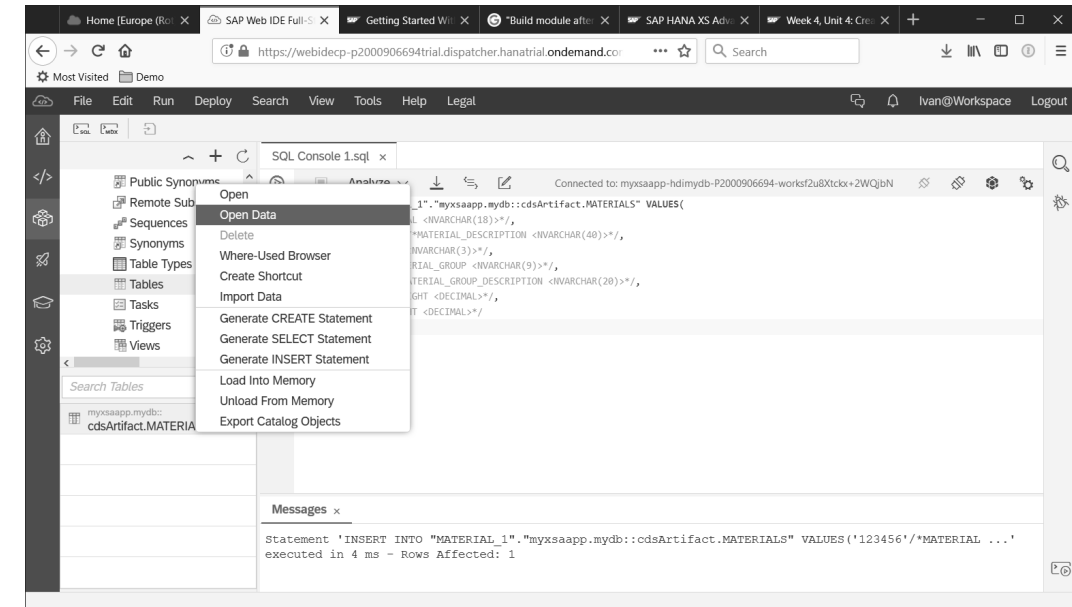 Home [Europe (Rot
SAP Web IDE Full-S
Getting Started Wit
"Build module after
SAP HANA XS Adva
Week 4, Unit 4: Crea
https://webidecp-p2000906694trial.dispatcher.hanatrial.ondemand.cor
Search
Most Visited Demo
File Edit Run Deploy Search View Tools Help Legal
Ivan@Workspace Logout
SQL MDX
SQL Console 1.sql
Analyze
Connected to: myxsaapp-hdimydb-P2000906694-worksf2u8Xtckx+2WQjbN
Public Synonyms
Remote Sub
Sequences
Synonyms
Table Types
Tables
Tasks
Triggers
Views
Search Tables
myxsaapp.mydb::
cdsArtifact.MATERIA
Open
Open Data
Delete
Where-Used Browser
Create Shortcut
Import Data
Generate CREATE Statement
Generate SELECT Statement
Generate INSERT Statement
Load Into Memory
Unload From Memory
Export Catalog Objects
_1"."myxsaapp.mydb::cdsArtifact.MATERIALS" VALUES(
L <NVARCHAR(18)>*/,
/*MATERIAL_DESCRIPTION <NVARCHAR(40)>*/,
NVARCHAR(3)>*/,
RIAL_GROUP <NVARCHAR(9)>*/,
ATERIAL_GROUP_DESCRIPTION <NVARCHAR(20)>*/,
GHT <DECIMAL>*/,
T <DECIMAL>*/
Messages
Statement 'INSERT INTO "MATERIAL_1"."myxsaapp.mydb::cdsArtifact.MATERIALS" VALUES('123456'/*MATERIAL ...'
executed in 4 ms - Rows Affected: 1